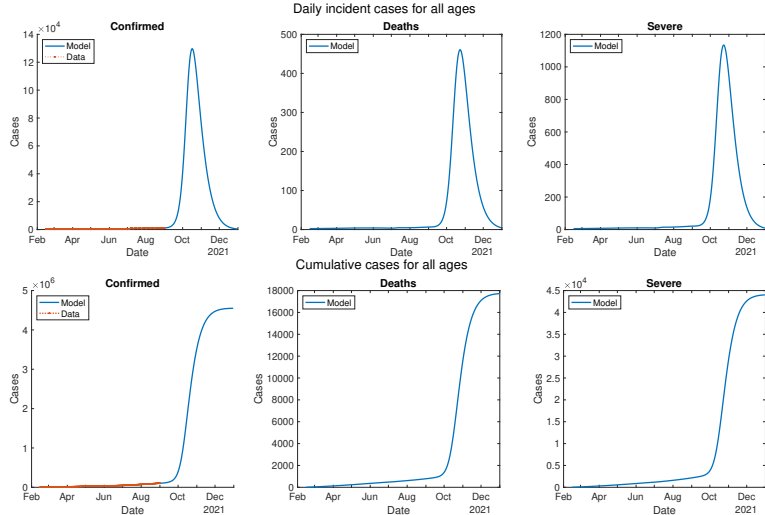 Daily incident cases for all ages
Confirmed
×10^4
14
12
10
8
6
4
2
0
Cases
Model
Data
Feb Apr Jun Aug Oct Dec
Date
2021
Deaths
500
400
300
200
100
0
Cases
Model
Feb Apr Jun Aug Oct Dec
Date
2021
Severe
1200
1000
800
600
400
200
0
Cases
Model
Feb Apr Jun Aug Oct Dec
Date
2021
Cumulative cases for all ages
Confirmed
×10^6
5
4
3
2
1
0
Cases
Model
Data
Feb Apr Jun Aug Oct Dec
Date
2021
Deaths
18000
16000
14000
12000
10000
8000
6000
4000
2000
0
Cases
Model
Feb Apr Jun Aug Oct Dec
Date
2021
Severe
×10^4
4.5
4
3.5
3
2.5
2
1.5
1
0.5
0
Cases
Model
Feb Apr Jun Aug Oct Dec
Date
2021